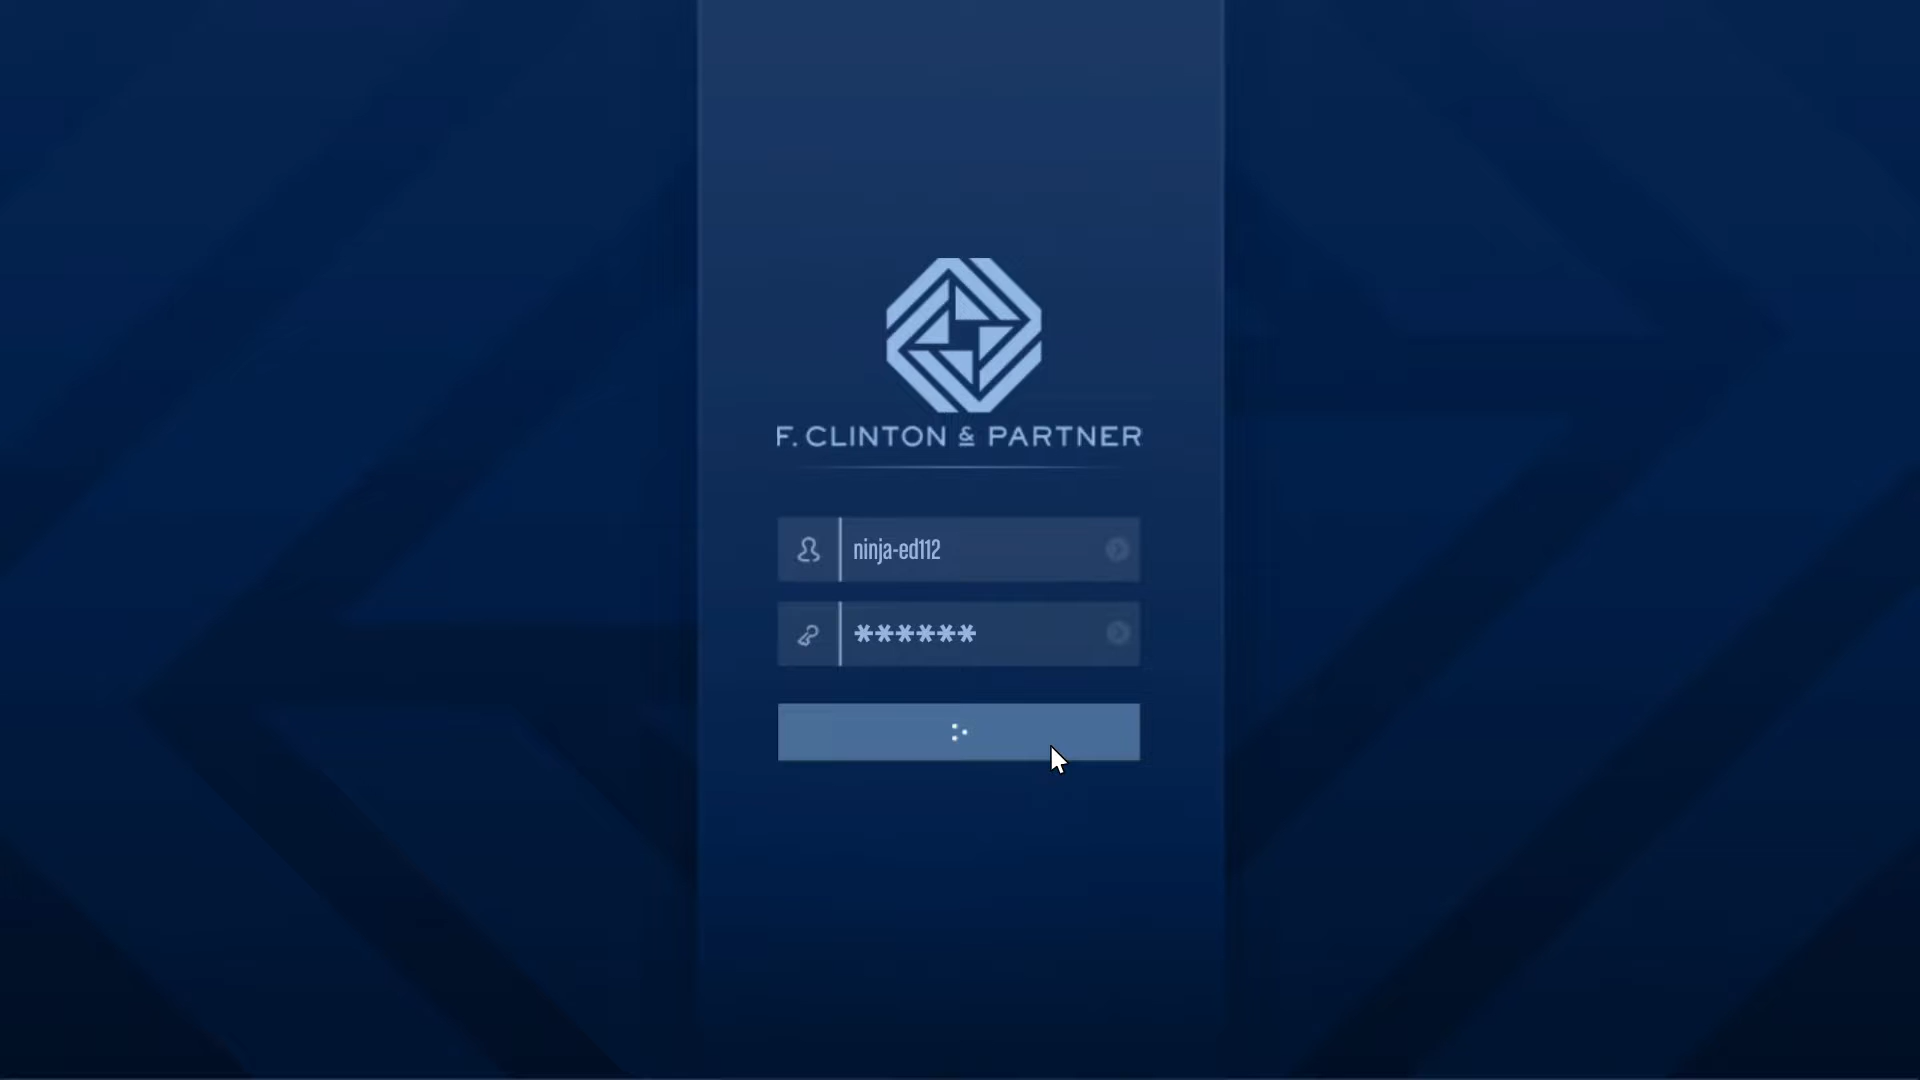 F. CLINTON & PARTNER
ninja-ed112
******